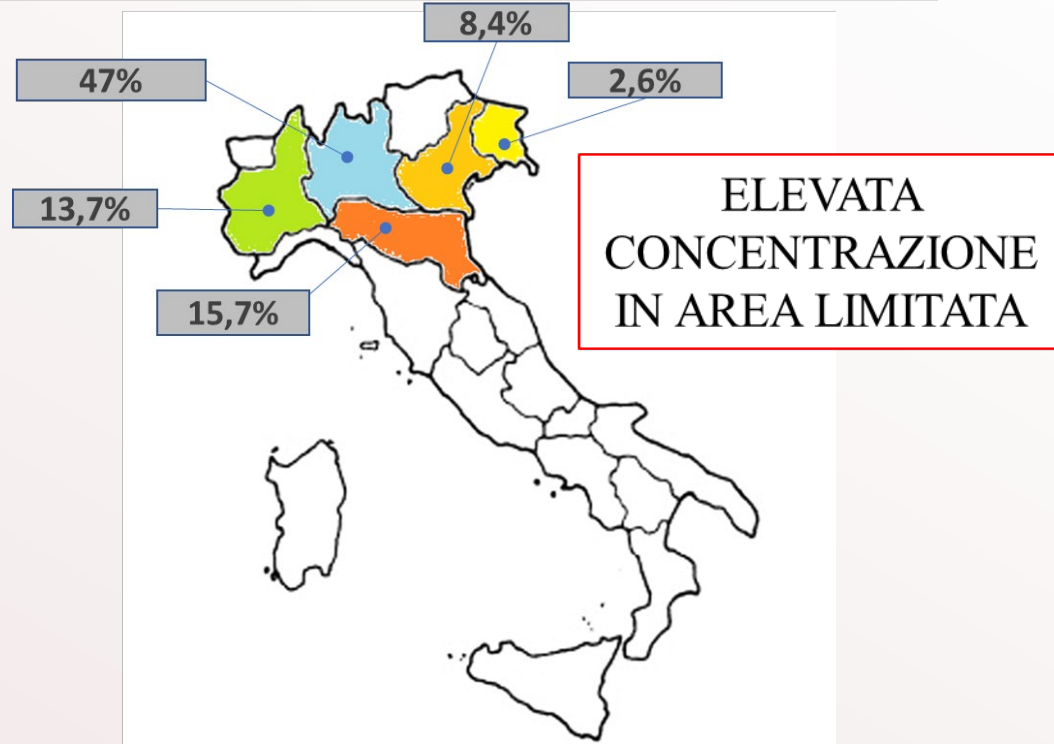 8,4%
47%
2,6%
13,7%
15,7%
ELEVATA
CONCENTRAZIONE
IN AREA LIMITATA